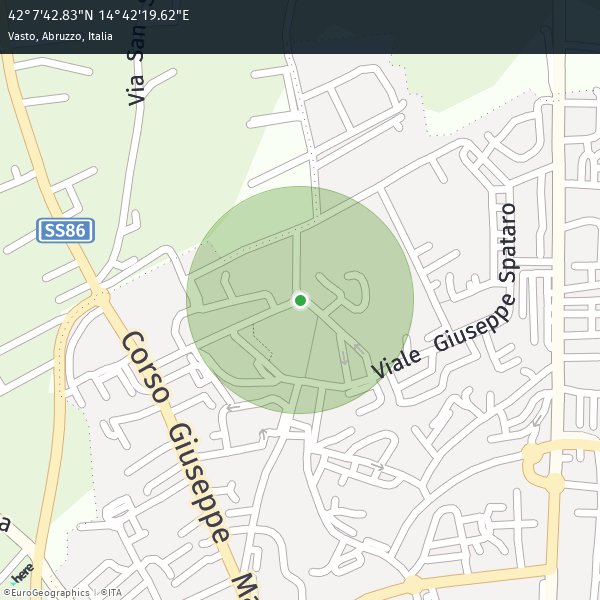 42°7'42.83"N 14°42'19.62"E
Vasto, Abruzzo, Italia
Via San
SS86
Viale Giuseppe Spataro
Corso Giuseppe Ma
a
here
©EuroGeographics | ©ITA